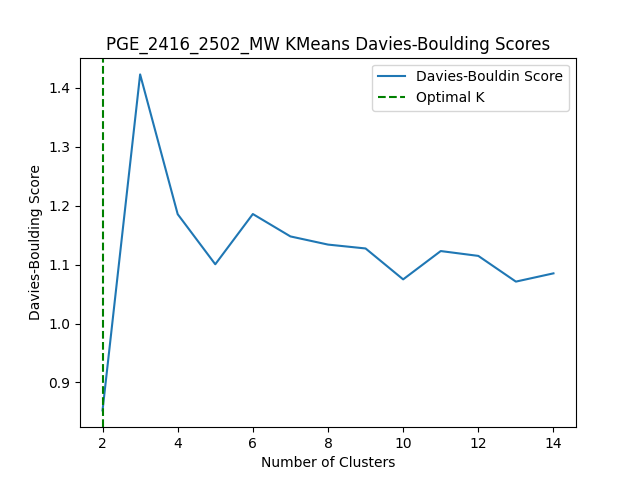 PGE_2416_2502_MW KMeans Davies-Boulding Scores
Davies-Bouldin Score
Optimal K
Davies-Boulding Score
1.4
1.3
1.2
1.1
1.0
0.9
2 4 6 8 10 12 14
Number of Clusters